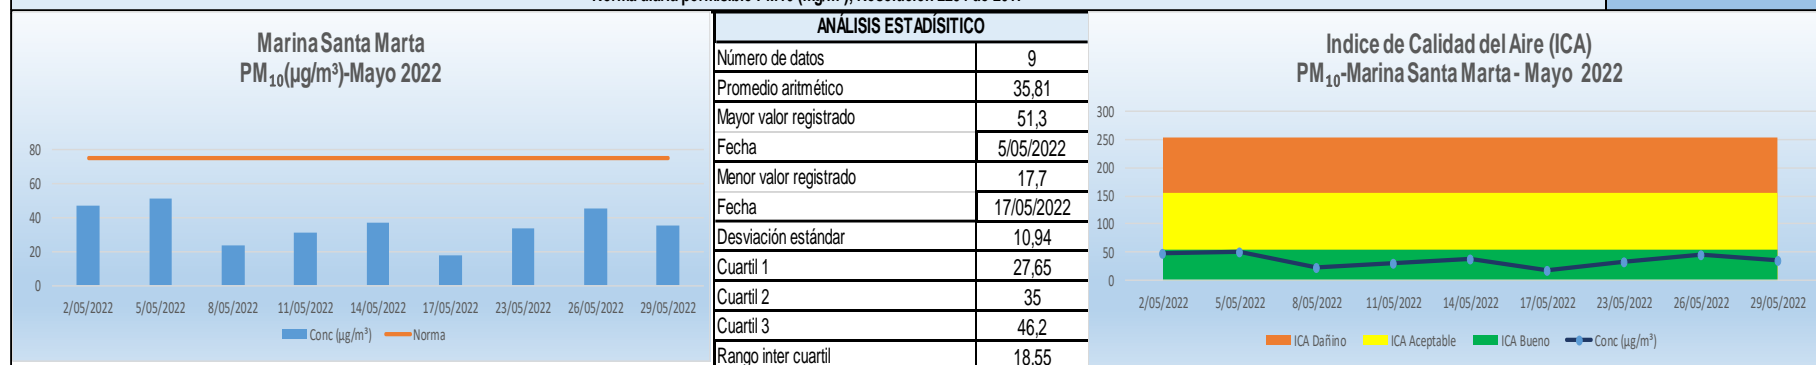 Marina Santa Marta
PM₁₀(µg/m³)-Mayo 2022
80
60
40
20
0
2/05/2022 5/05/2022 8/05/2022 11/05/2022 14/05/2022 17/05/2022 23/05/2022 26/05/2022 29/05/2022
Conc (µg/m³) Norma
ANÁLISIS ESTADÍSITICO
Número de datos 9
Promedio aritmético 35,81
Mayor valor registrado 51,3
Fecha 5/05/2022
Menor valor registrado 17,7
Fecha 17/05/2022
Desviación estándar 10,94
Cuartil 1 27,65
Cuartil 2 35
Cuartil 3 46,2
Rango inter cuartil 18,55
Indice de Calidad del Aire (ICA)
PM₁₀-Marina Santa Marta - Mayo 2022
300
250
200
150
100
50
0
2/05/2022 5/05/2022 8/05/2022 11/05/2022 14/05/2022 17/05/2022 23/05/2022 26/05/2022 29/05/2022
ICA Dañino ICA Aceptable ICA Bueno Conc (µg/m³)